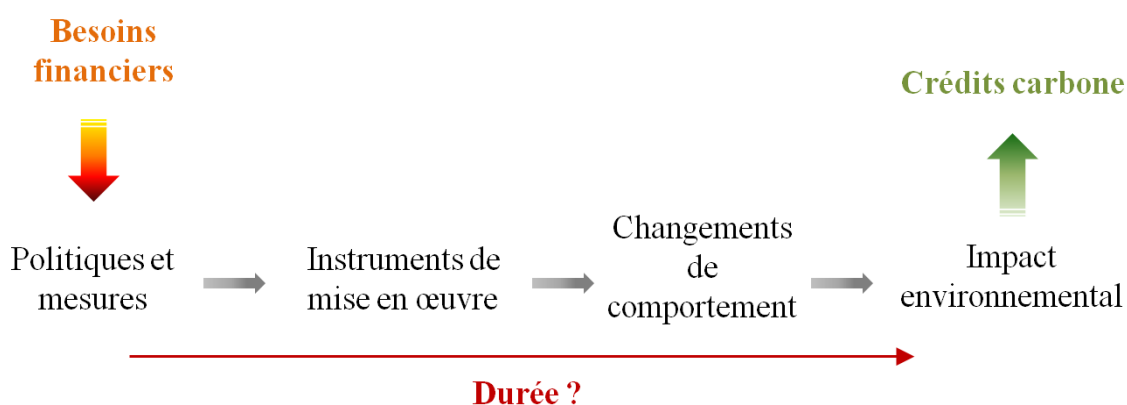 Besoins
financiers
Crédits carbone
Politiques et
mesures
Instruments de
mise en œuvre
Changements
de
comportement
Impact
environnemental
Durée ?